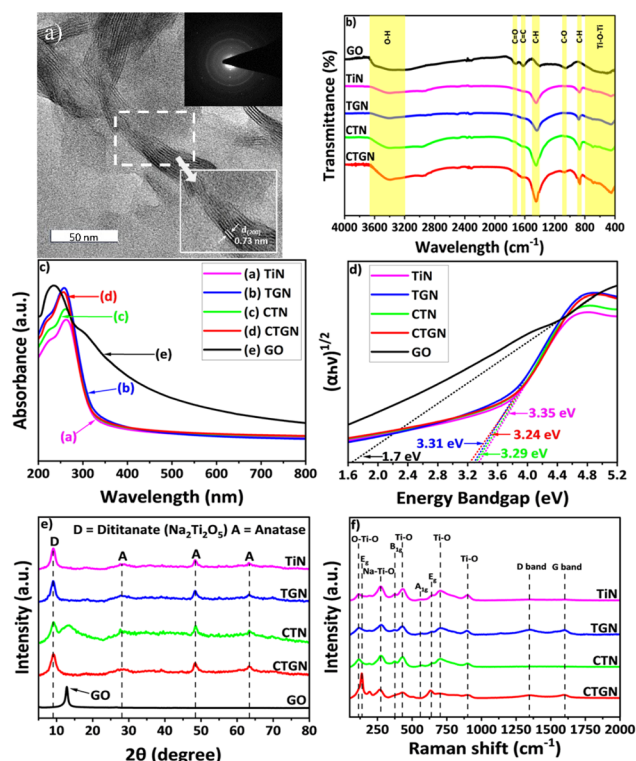 a)
50 nm
d(200)
0.73 nm
b)
O-H
C=O
C=C
C-H
C-O
C-H
Ti-O-Ti
GO
TiN
TGN
CTN
CTGN
Transmittance (%)
4000 3600 3200 2800 2400 2000 1600 1200 800 400
Wavelength (cm⁻¹)
c)
(a) TiN
(b) TGN
(c) CTN
(d) CTGN
(e) GO
(d)
(c)
(e)
(b)
(a)
Absorbance (a.u.)
200 300 400 500 600 700 800
Wavelength (nm)
d)
TiN
TGN
CTN
CTGN
GO
(αhν)^1/2
3.35 eV
3.31 eV
3.24 eV
3.29 eV
1.7 eV
1.6 2.0 2.4 2.8 3.2 3.6 4.0 4.4 4.8 5.2
Energy Bandgap (eV)
e)
D = Dititanate (Na₂Ti₂O₅) A = Anatase
D
A
A
A
TiN
TGN
CTN
CTGN
GO
GO
Intensity (a.u.)
5 10 20 30 40 50 60 70 80
2θ (degree)
f)
O-Ti-O
Eg
Na-Ti-O
B1g
Ti-O
A1g
Eg
Ti-O
Ti-O
D band
G band
TiN
TGN
CTN
CTGN
Intensity (a.u.)
75 250 500 750 1000 1250 1500 1750 2000
Raman shift (cm⁻¹)